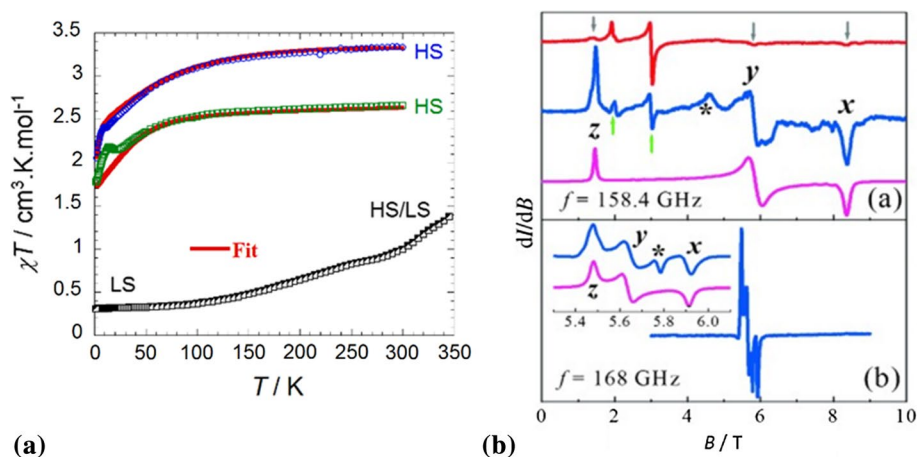 3.5
3
2.5
2
1.5
1
0.5
0
χT / cm³.K.mol⁻¹
HS
HS
HS/LS
LS
Fit
0 50 100 150 200 250 300 350
T / K
(a)
y
x
*
z
f = 158.4 GHz
(a)
dI/dB
y
*
x
z
5.4 5.6 5.8 6.0
f = 168 GHz
(b)
0 2 4 6 8 10
B / T
(b)